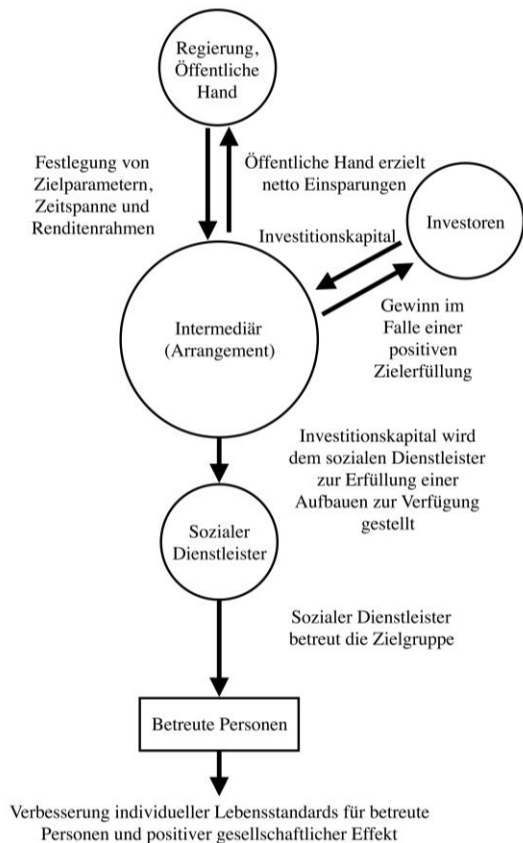 Regierung,
Öffentliche
Hand
Festlegung von
Zielparametern,
Zeitspanne und
Renditenrahmen
Öffentliche Hand erzielt
netto Einsparungen
Investoren
Investitionskapital
Gewinn im
Falle einer
positiven
Zielerfüllung
Intermediär
(Arrangement)
Investitionskapital wird
dem sozialen Dienstleister
zur Erfüllung einer
Aufbauen zur Verfügung
gestellt
Sozialer
Dienstleister
Sozialer Dienstleister
betreut die Zielgruppe
Betreute Personen
Verbesserung individueller Lebensstandards für betreute
Personen und positiver gesellschaftlicher Effekt